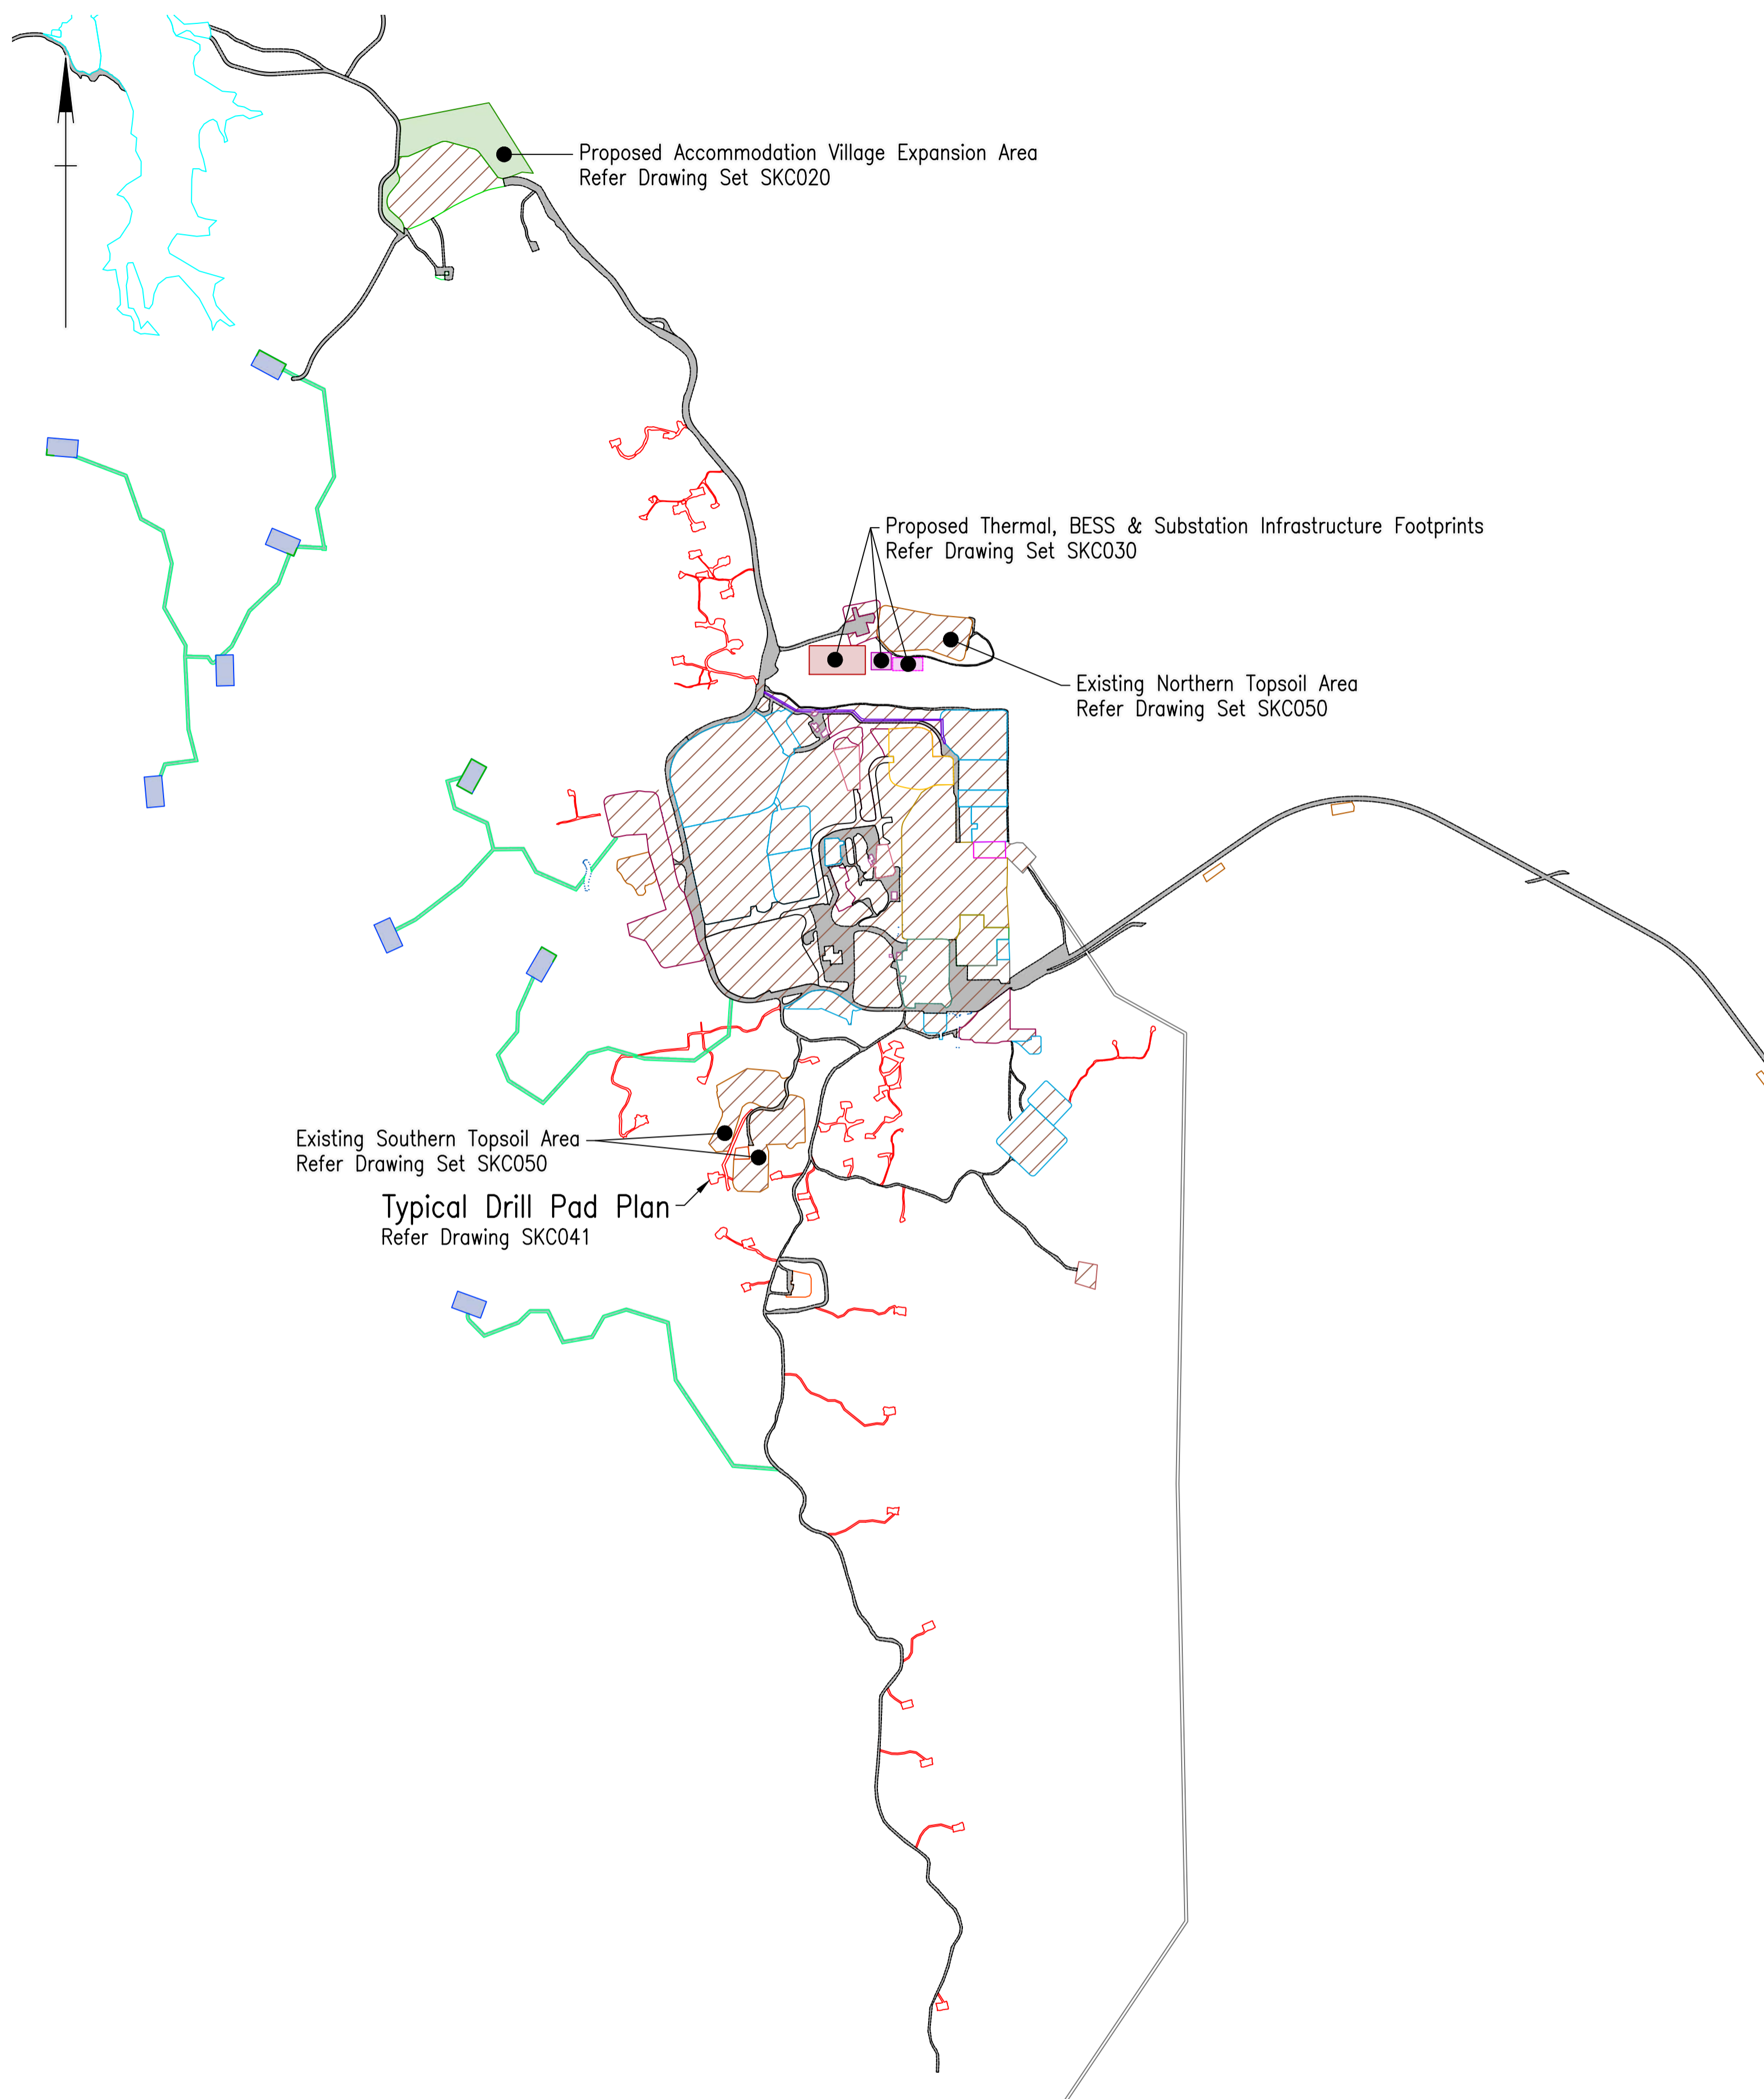 Proposed Accommodation Village Expansion Area
Refer Drawing Set SKC020
Proposed Thermal, BESS & Substation Infrastructure Footprints
Refer Drawing Set SKC030
Existing Northern Topsoil Area
Refer Drawing Set SKC050
Existing Southern Topsoil Area
Refer Drawing Set SKC050
Typical Drill Pad Plan
Refer Drawing SKC041